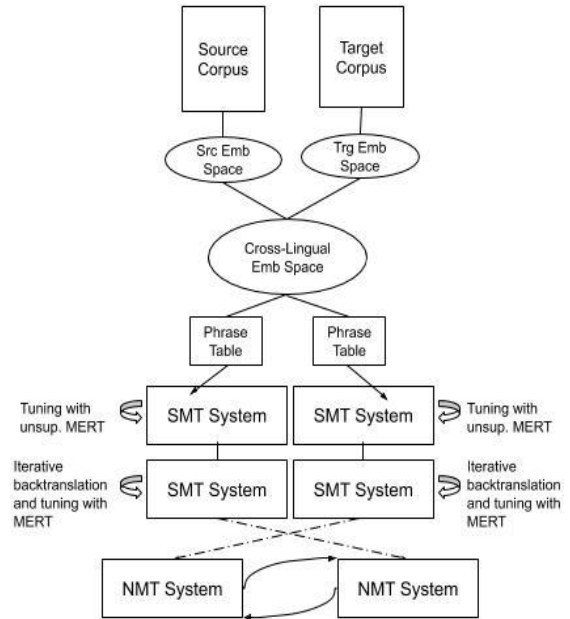 Source
Corpus
Target
Corpus
Src Emb
Space
Trg Emb
Space
Cross-Lingual
Emb Space
Phrase
Table
Phrase
Table
Tuning with
unsup. MERT
SMT System
SMT System
Tuning with
unsup. MERT
Iterative
backtranslation
and tuning with
MERT
SMT System
SMT System
Iterative
backtranslation
and tuning with
MERT
NMT System
NMT System